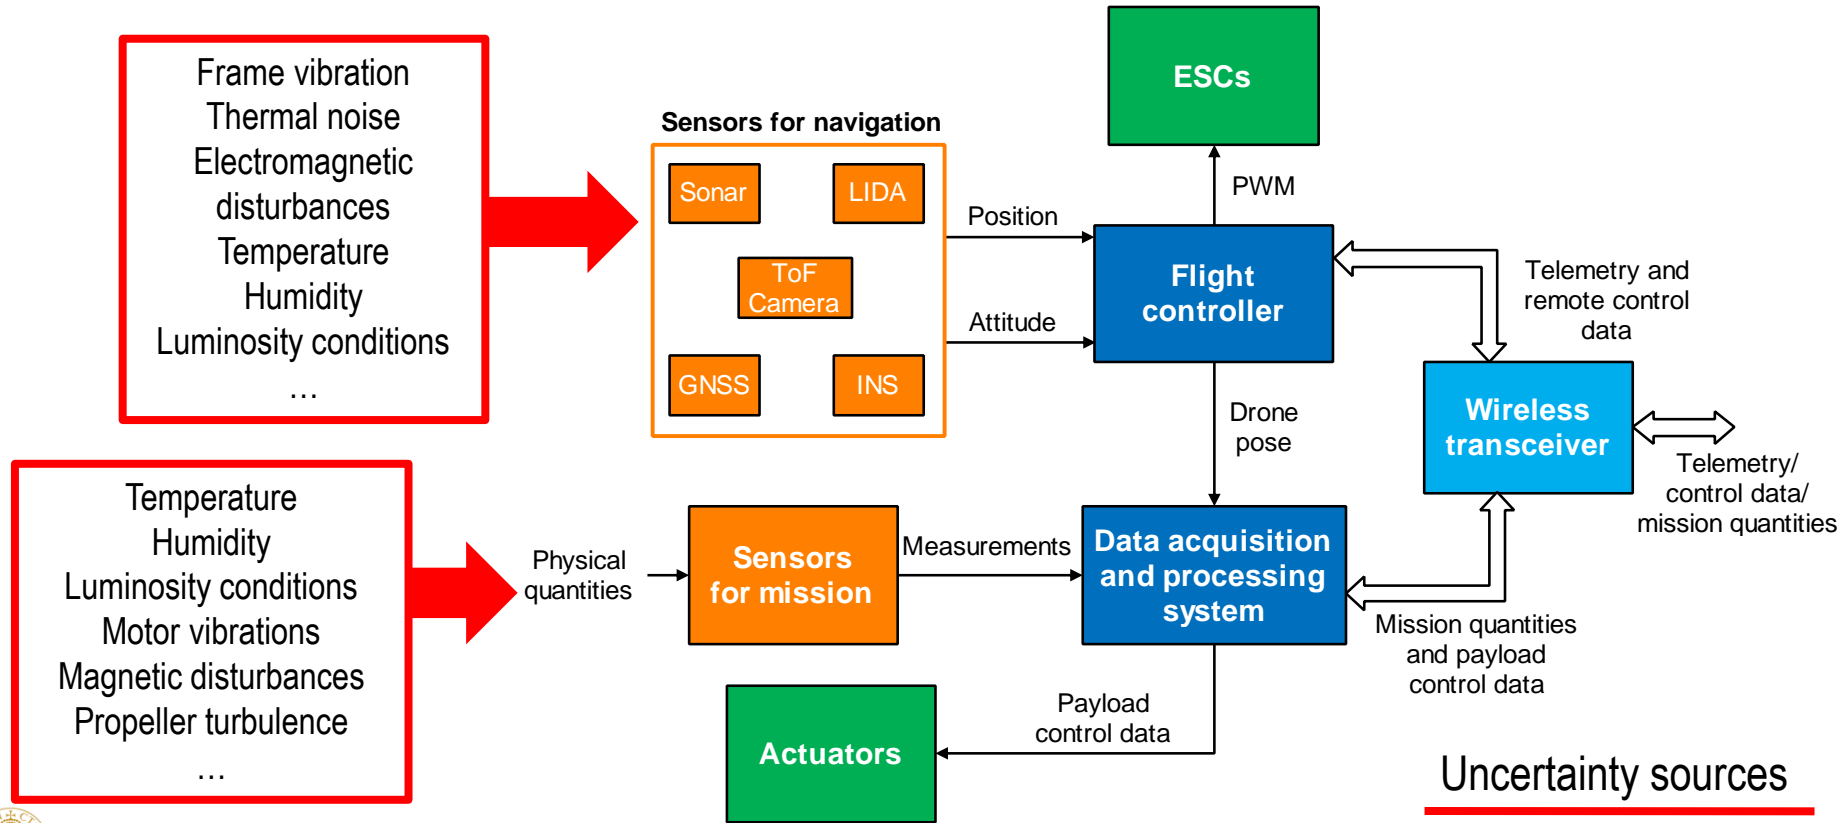 Frame vibration
Thermal noise
Electromagnetic
disturbances
Temperature
Humidity
Luminosity conditions
…
Sensors for navigation
Sonar
LIDA
ToF
Camera
GNSS
INS
Position
Attitude
ESCs
PWM
Flight
controller
Telemetry and
remote control
data
Drone
pose
Wireless
transceiver
Telemetry/
control data/
mission quantities
Temperature
Humidity
Luminosity conditions
Motor vibrations
Magnetic disturbances
Propeller turbulence
…
Physical
quantities
Sensors
for mission
Measurements
Data acquisition
and processing
system
Mission quantities
and payload
control data
Payload
control data
Actuators
Uncertainty sources